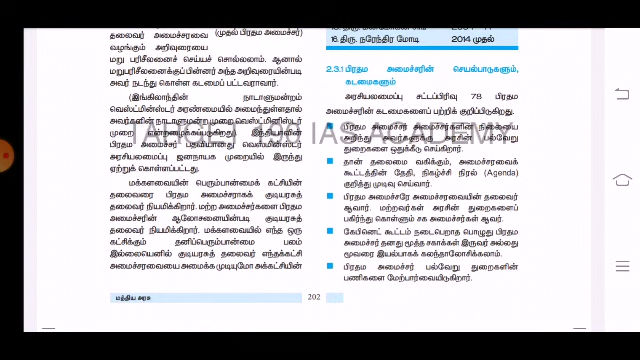 தலைவர் அமைச்சரவை
(முதல் பிரதம அமைச்சர்)
வழங்கும் அறிவுரையை
மறு பரிசீலனைச் செய்யச் சொல்லலாம். ஆனால்
மறுபரிசீலனைக்குப் பின்னர் அந்த அறிவுரையின்படி
அவர் நடந்து கொள்ள கடமைப் பட்டவராவார்.
(இங்கிலாந்தின் நாடாளுமன்றம்
வெஸ்ட்மின்ஸ்டர் அரண்மையில் அமைந்துள்ளதால்
அவர்களின் நாடாளுமன்றமுறை வெஸ்ட்மினிஸ்டர்
முறை என்றழைக்கப்படுகிறது). இந்தியாவின்
பிரதம அமைச்சர் பதவியானது வெஸ்மின்ஸ்டர்
அரசியலமைப்பு ஜனநாயக முறையில் இருந்து
ஏற்றுக் கொள்ளப்பட்டது.
மக்களவையின் பெரும்பான்மைக் கட்சியின்
தலைவரை பிரதம அமைச்சராகக் குடியரசுத்
தலைவர் நியமிக்கிறார். மற்ற அமைச்சர்களை பிரதம
அமைச்சரின் ஆலோசனையின்படி குடியரசுத்
தலைவர் நியமிக்கிறார். மக்களவையில் எந்த ஒரு
கட்சிக்கும் தனிப்பெரும்பான்மை பலம்
இல்லையெனில் குடியரசுத் தலைவர் எந்தக்கட்சி
அமைச்சரவையை அமைக்க முடியுமோ அக்கட்சியின்
16. திரு. நரேந்திர மோடி 2014 முதல்
2.3.1 பிரதம அமைச்சரின் செயல்பாடுகளும்,
கடமைகளும்
அரசியலமைப்பு சட்டப்பிரிவு 78 பிரதம
அமைச்சரின் கடமைகளைப் பற்றிக் குறிப்பிடுகிறது.
பிரதம அமைச்சர் அமைச்சர்களின் நிலையை
அறிந்து அவர்களுக்கு அரசின் பல்வேறு
துறைகளை ஒதுக்கீடு செய்கிறார்.
தான் தலைமை வகிக்கும், அமைச்சரவைக்
கூட்டத்தின் தேதி, நிகழ்ச்சி நிரல் (Agenda)
குறித்து முடிவு செய்வார்.
பிரதம அமைச்சரே அமைச்சரவையின் தலைவர்
ஆவார். மற்றவர்கள் அரசின் துறைகளைப்
பகிர்ந்து கொள்ளும் சக அமைச்சர்கள் ஆவர்.
கேபினெட் கூட்டம் நடைபெறாத பொழுது பிரதம
அமைச்சர் தனது மூத்த சகாக்கள் இருவர் அல்லது
மூவரை இயல்பாகக் கலந்தாலோசிக்கலாம்.
பிரதம அமைச்சர் பல்வேறு துறைகளின்
பணிகளை மேற்பார்வையிடுகிறார்.
மத்திய அரசு 202